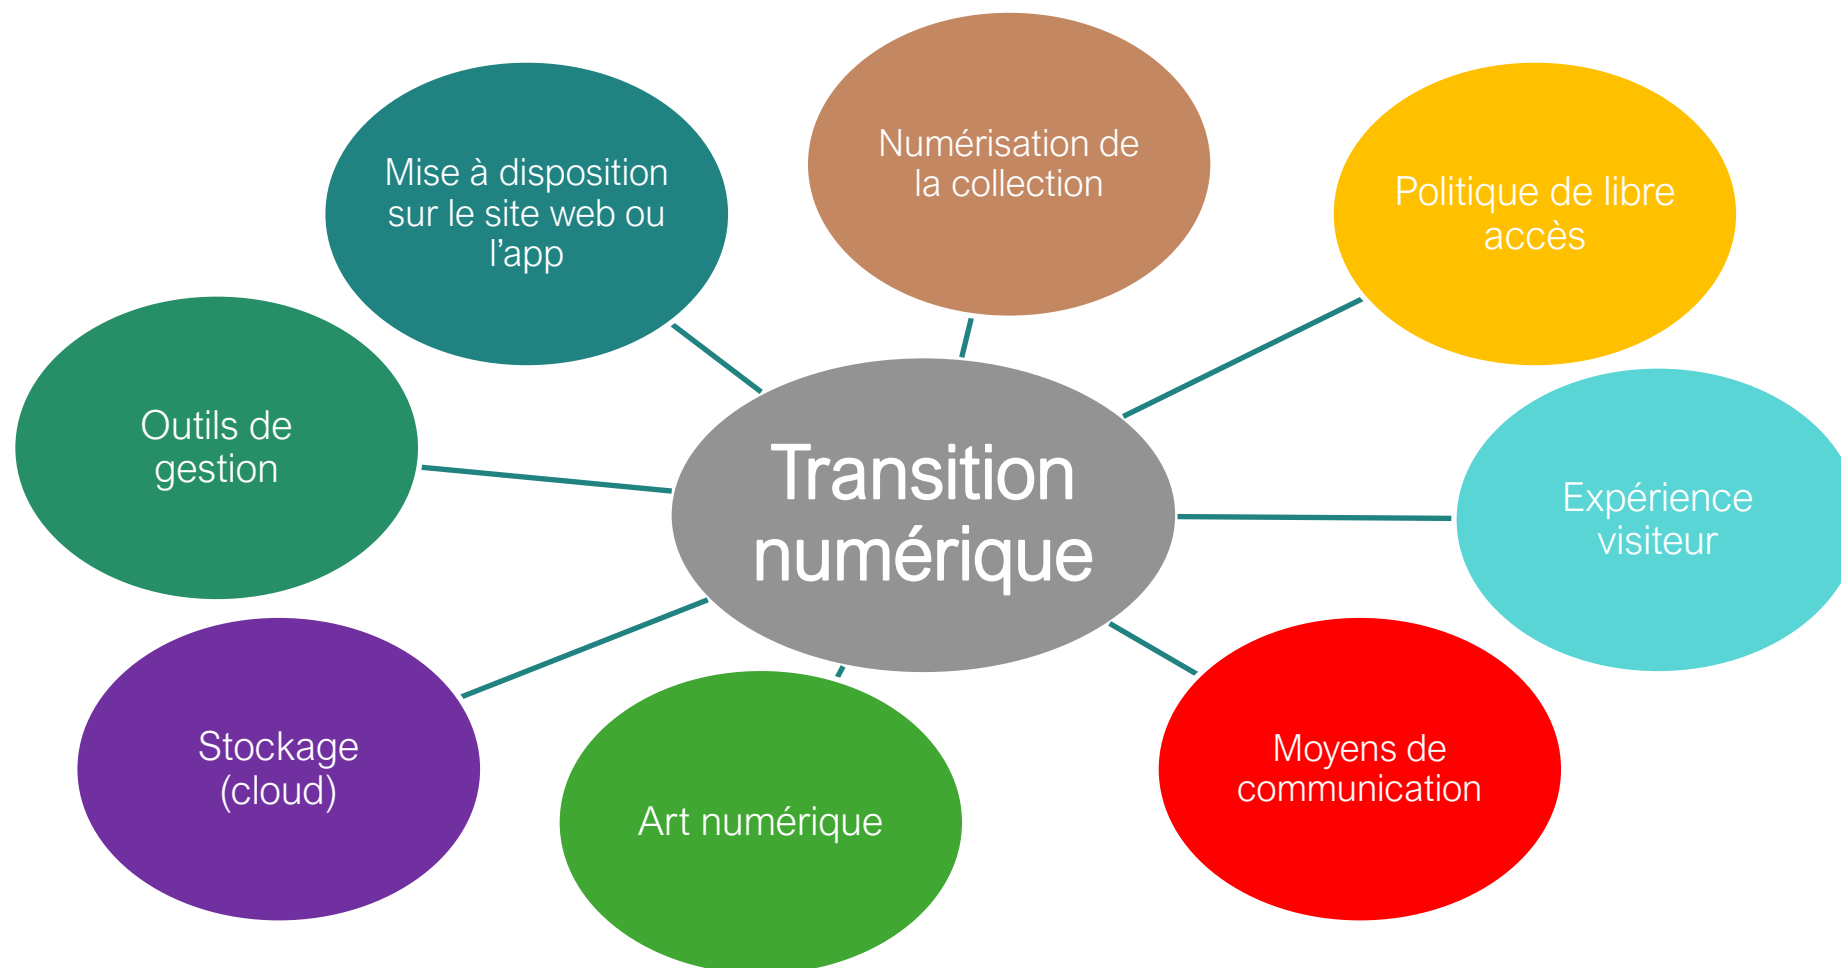 Numérisation de
la collection
Politique de libre
accès
Expérience
visiteur
Moyens de
communication
Art numérique
Stockage
(cloud)
Outils de
gestion
Mise à disposition
sur le site web ou
l'app
Transition
numérique